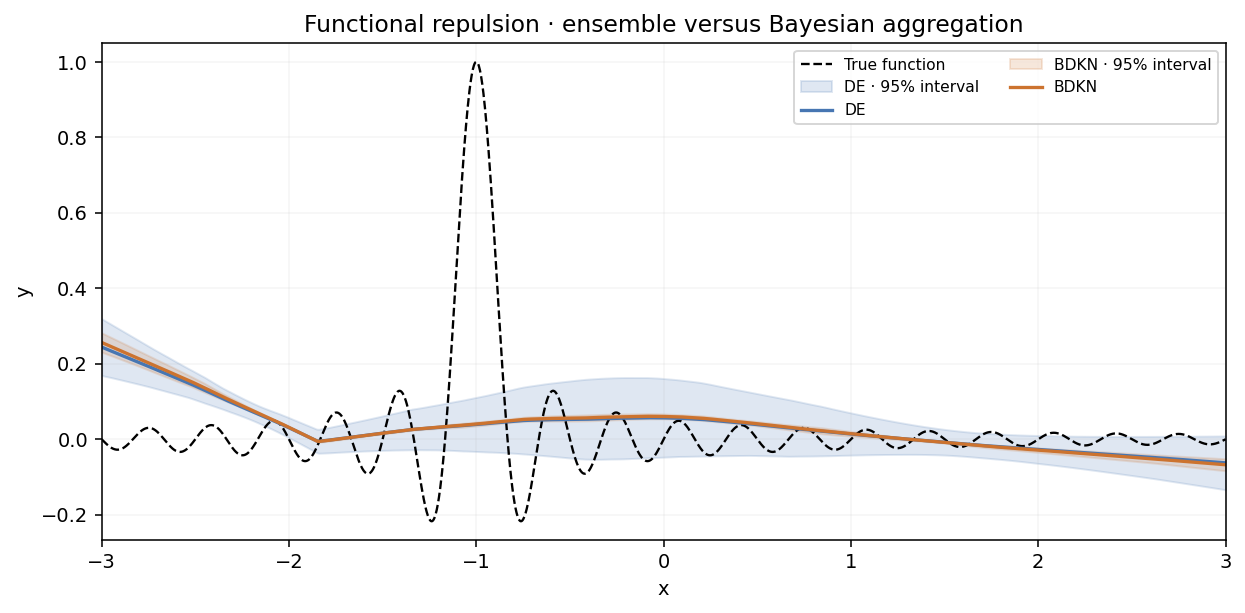 Functional repulsion · ensemble versus Bayesian aggregation
True function
DE · 95% interval
DE
BDKN · 95% interval
BDKN
y
1.0
0.8
0.6
0.4
0.2
0.0
−0.2
−3
−2
−1
0
1
2
3
x